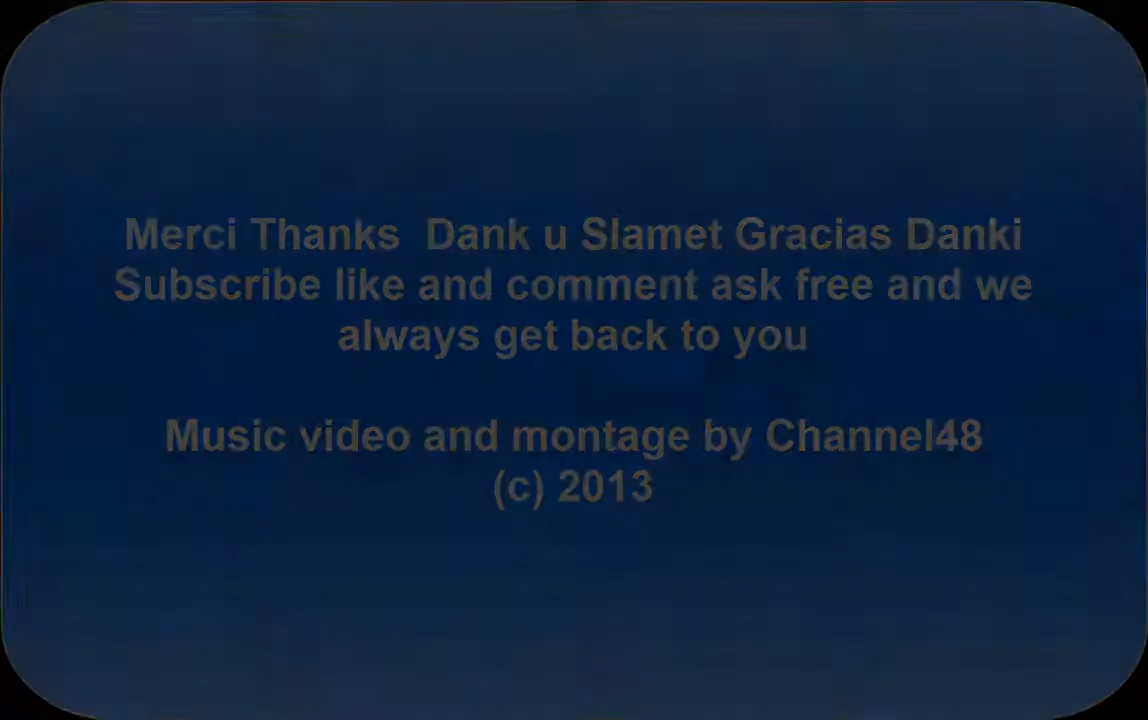 Merci Thanks  Dank u Slamet Gracias Danki
Subscribe like and comment ask free and we
always get back to you
Music video and montage by Channel48
(c) 2013